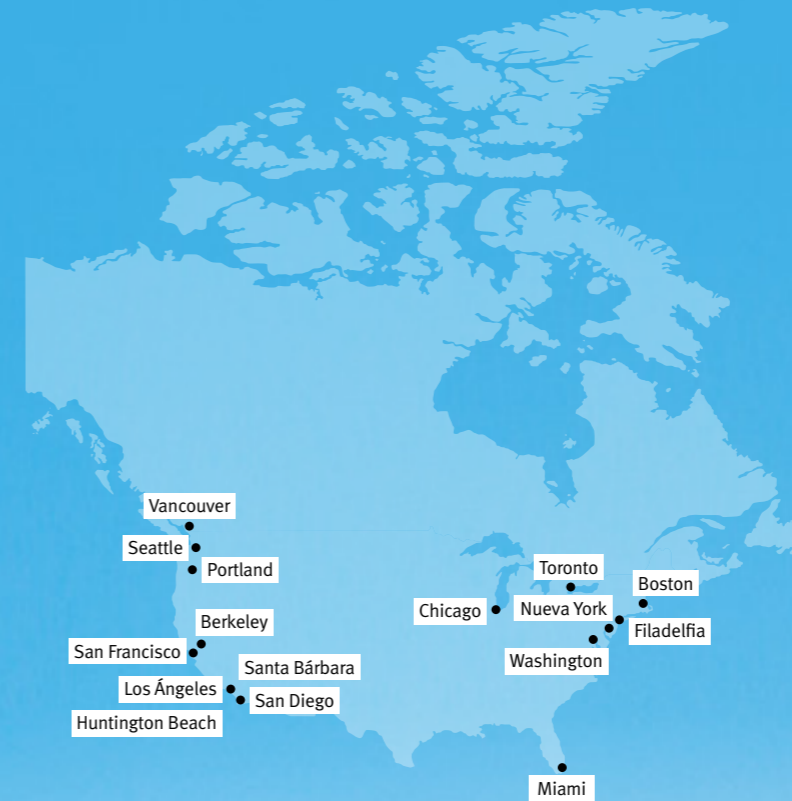 Vancouver
Seattle
Portland
Toronto
Boston
Chicago
Nueva York
Filadelfia
Berkeley
San Francisco
Washington
Santa Bárbara
Los Ángeles
San Diego
Huntington Beach
Miami